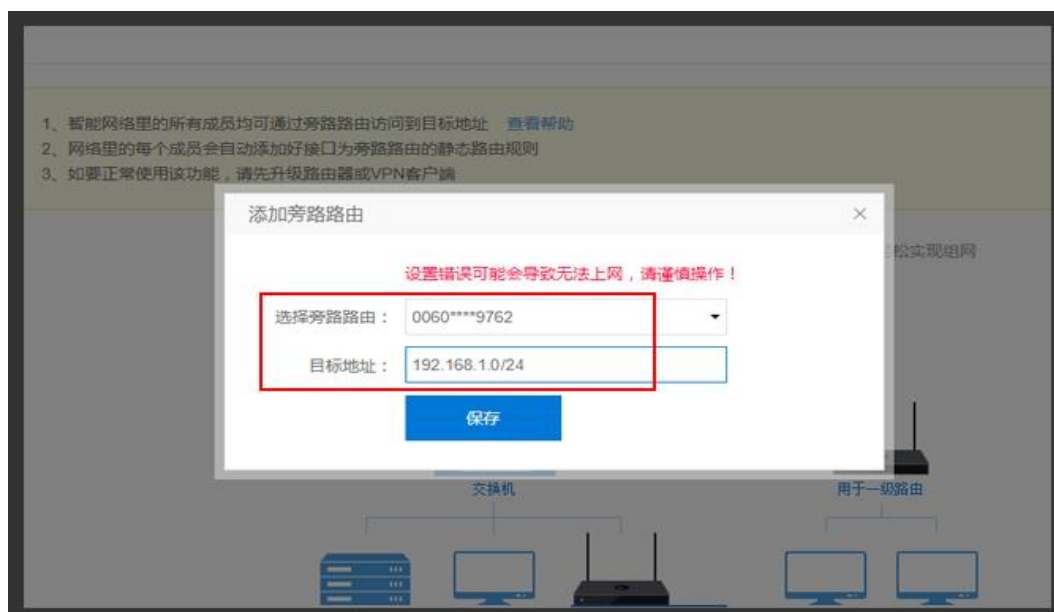 1、智能网络里的所有成员均可通过旁路路由访问到目标地址 查看帮助
2、网络里的每个成员会自动添加好接口为旁路路由的静态路由规则
3、如要正常使用该功能，请先升级路由器或VPN客户端
添加旁路路由 ×
松实现组网
设置错误可能会导致无法上网，请谨慎操作！
选择旁路路由： 0060****9762
目标地址： 192.168.1.0/24
保存
交换机 用于一级路由